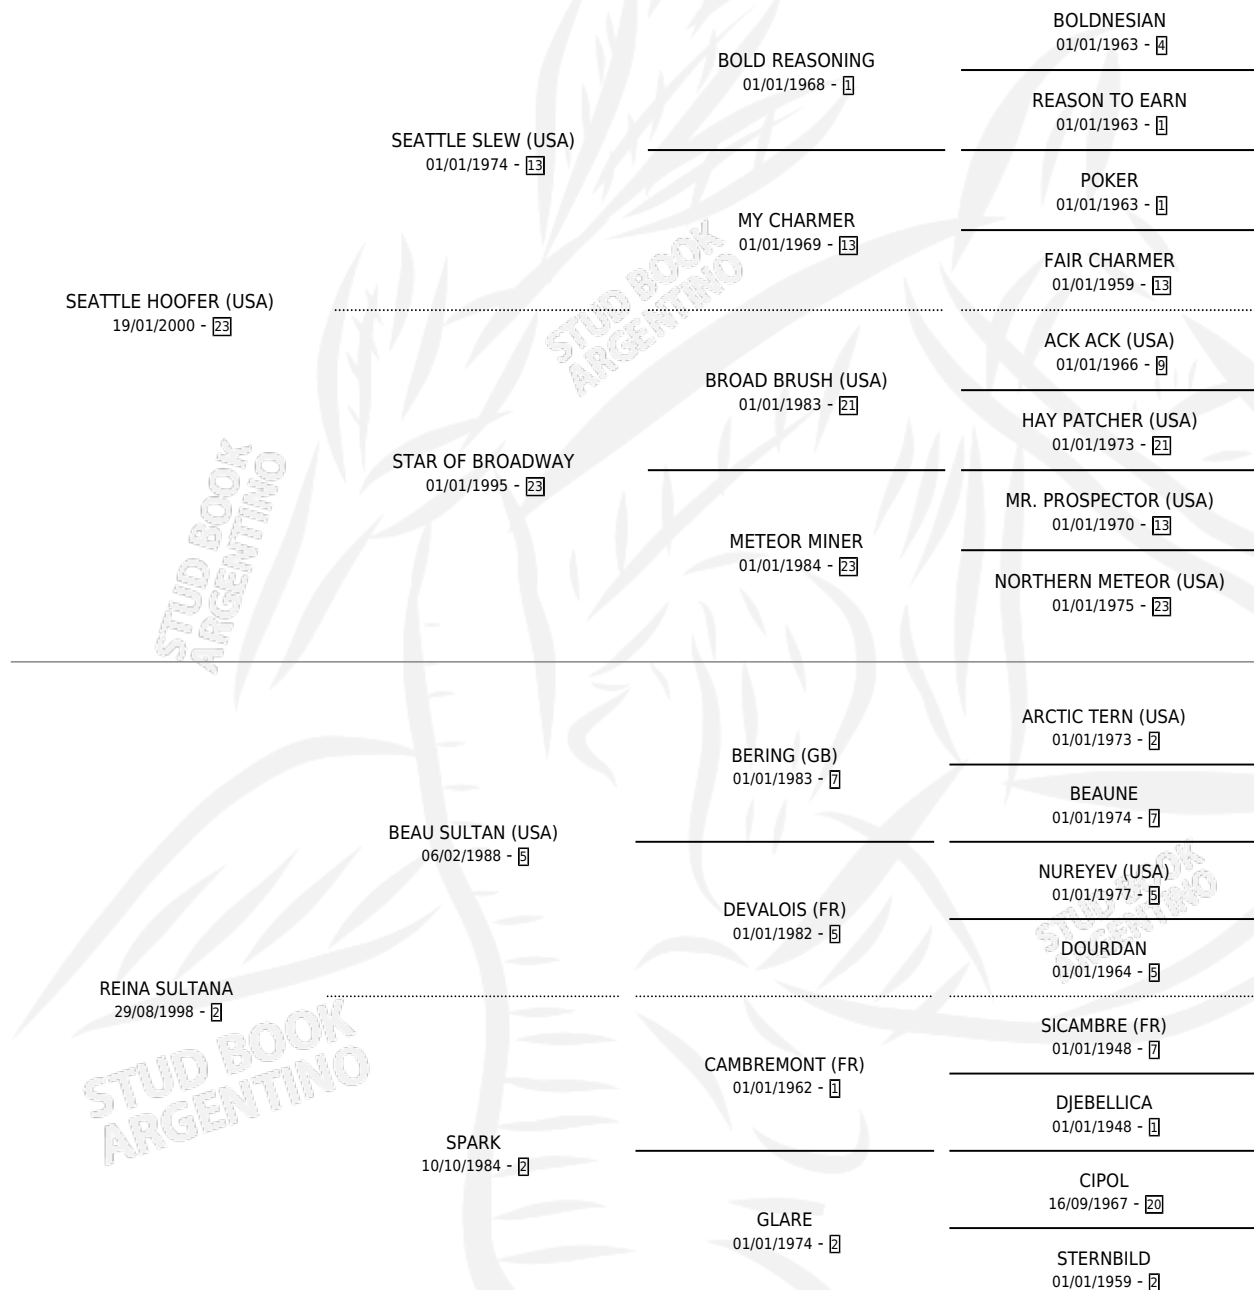 BOLDNESIAN
01/01/1963 - 4
BOLD REASONING
01/01/1968 - 1
REASON TO EARN
01/01/1963 - 1
SEATTLE SLEW (USA)
01/01/1974 - 13
POKER
01/01/1963 - 1
MY CHARMER
01/01/1969 - 13
FAIR CHARMER
01/01/1959 - 13
SEATTLE HOOFER (USA)
19/01/2000 - 23
ACK ACK (USA)
01/01/1966 - 9
BROAD BRUSH (USA)
01/01/1983 - 21
HAY PATCHER (USA)
01/01/1973 - 21
STAR OF BROADWAY
01/01/1995 - 23
MR. PROSPECTOR (USA)
01/01/1970 - 13
METEOR MINER
01/01/1984 - 23
NORTHERN METEOR (USA)
01/01/1975 - 23
ARCTIC TERN (USA)
01/01/1973 - 2
BERING (GB)
01/01/1983 - 7
BEAUNE
01/01/1974 - 7
BEAU SULTAN (USA)
06/02/1988 - 5
NUREYEV (USA)
01/01/1977 - 5
DEVALOIS (FR)
01/01/1982 - 5
DOURDAN
01/01/1964 - 5
REINA SULTANA
29/08/1998 - 2
SICAMBRE (FR)
01/01/1948 - 7
CAMBREMONT (FR)
01/01/1962 - 1
DJEBELLICA
01/01/1948 - 1
SPARK
10/10/1984 - 2
CIPOL
16/09/1967 - 20
GLARE
01/01/1974 - 2
STERNBILD
01/01/1959 - 2
STUD BOOK
ARGENTINO
STUD BOOK
ARGENTINO
STUD BOOK
ARGENTINO
STUD BOOK
ARGENTINO